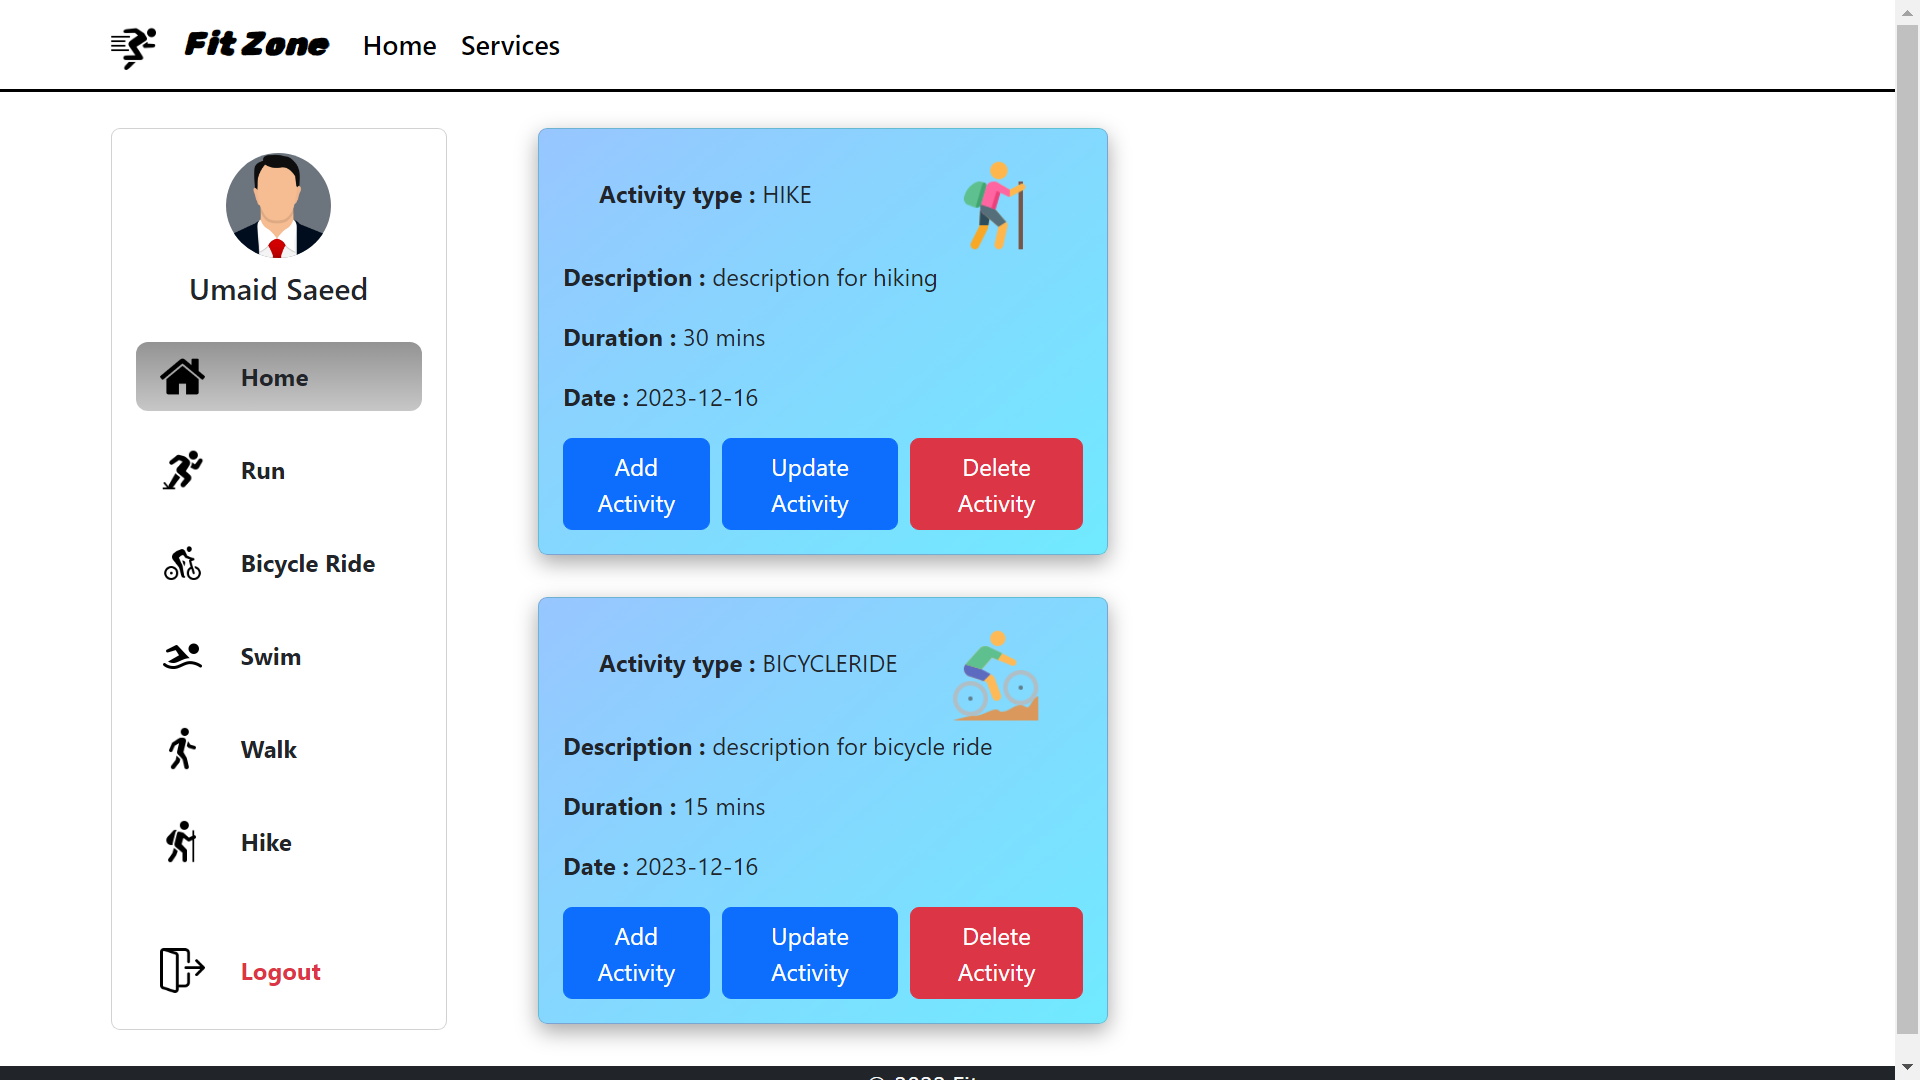 Fit Zone Home Services
Umaid Saeed
Home
Run
Bicycle Ride
Swim
Walk
Hike
Logout
Activity type : HIKE
Description : description for hiking
Duration : 30 mins
Date : 2023-12-16
Add Activity
Update Activity
Delete Activity
Activity type : BICYCLERIDE
Description : description for bicycle ride
Duration : 15 mins
Date : 2023-12-16
Add Activity
Update Activity
Delete Activity